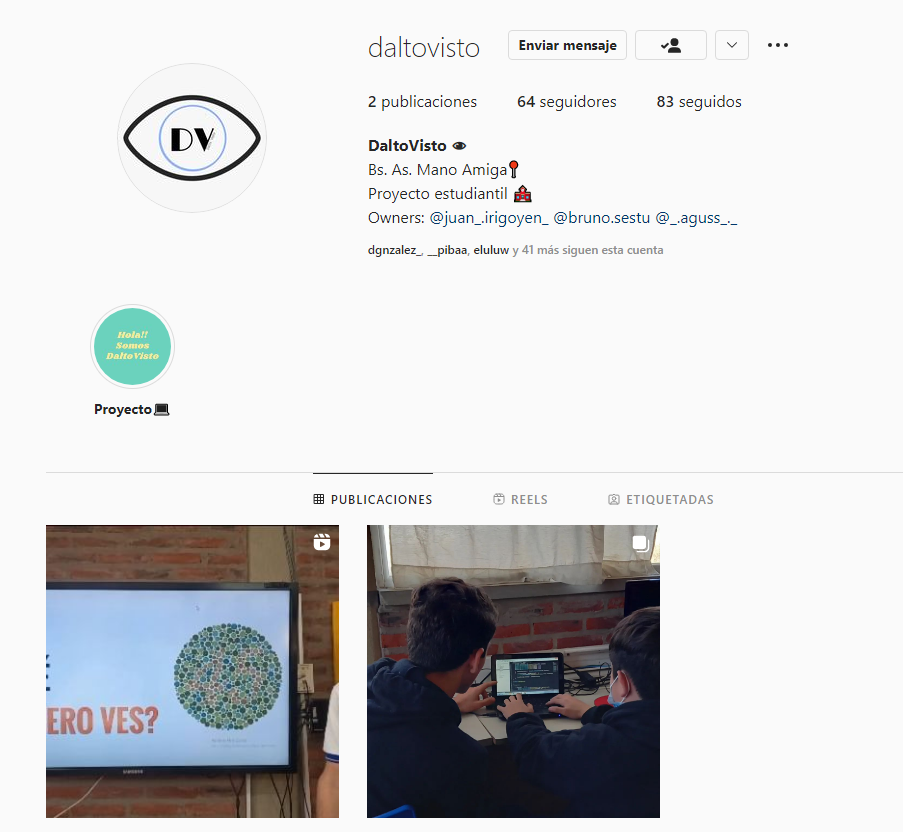 daltovisto
Enviar mensaje
2 publicaciones
64 seguidores
83 seguidos
DaltoVisto 👁
Bs. As. Mano Amiga📍
Proyecto estudiantil 🏫
Owners: @juan_.irigoyen_ @bruno.sestu @_.aguss_._
dgnzalez_, __pibaa, eluluw y 41 más siguen esta cuenta
DV
Hola!!
Somos
DaltoVisto
Proyecto💻
PUBLICACIONES
REELS
ETIQUETADAS
ERO VES?
SAMSUNG